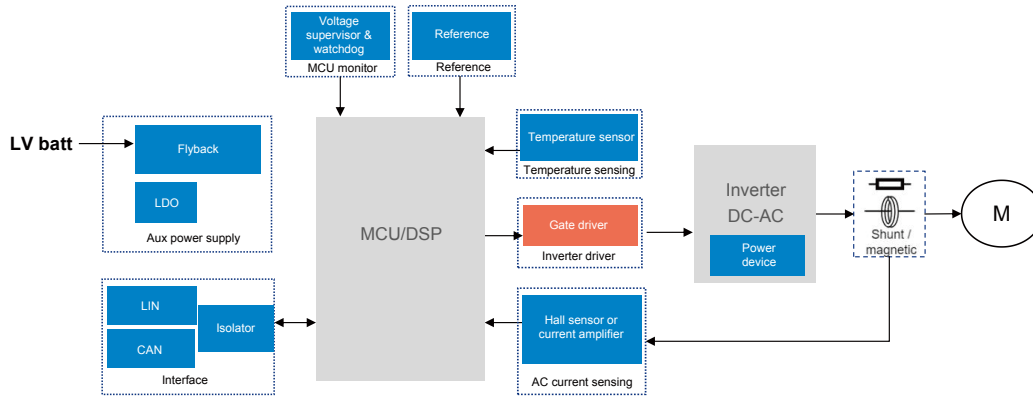 Voltage
supervisor &
watchdog
MCU monitor
Reference
Reference
LV batt
Flyback
LDO
Aux power supply
MCU/DSP
Temperature sensor
Temperature sensing
Gate driver
Inverter driver
Inverter
DC-AC
Power
device
Shunt /
magnetic
M
LIN
CAN
Isolator
Interface
Hall sensor or
current amplifier
AC current sensing